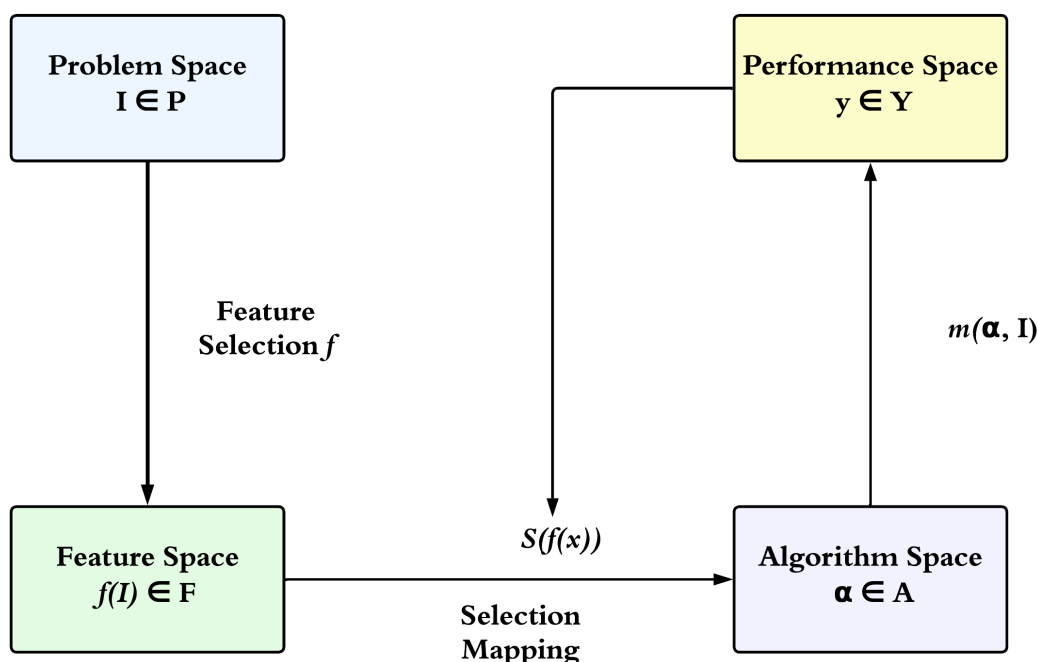 Problem Space
I ∈ P
Performance Space
y ∈ Y
Feature
Selection f
m(α, I)
S(f(x))
Feature Space
f(I) ∈ F
Algorithm Space
α ∈ A
Selection
Mapping